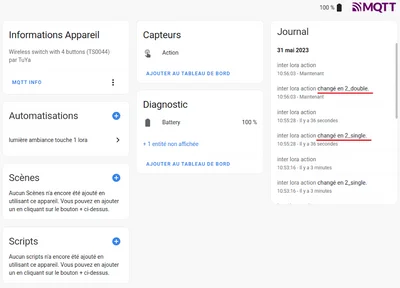 100 %
MQTT
Informations Appareil
Wireless switch with 4 buttons (TS0044)
par TuYa
MQTT INFO
Automatisations
lumière ambiance touche 1 lora
Scènes
Aucun Scènes n'a encore été ajouté en
utilisant ce appareil. Vous pouvez en ajouter
un en cliquant sur le bouton + ci-dessus.
Scripts
Aucun scripts n'a encore été ajouté en
utilisant ce appareil. Vous pouvez en ajouter
un en cliquant sur le bouton + ci-dessus.
Capteurs
Action
AJOUTER AU TABLEAU DE BORD
Diagnostic
Battery 100 %
+ 1 entité non affichée
AJOUTER AU TABLEAU DE BORD
Journal
31 mai 2023
inter lora action
10:56:03 - Maintenant
inter lora action changé en 2_double.
10:56:03 - Maintenant
inter lora action
10:55:28 - Il y a 36 secondes
inter lora action changé en 2_single.
10:55:28 - Il y a 36 secondes
inter lora action
10:53:16 - Il y a 3 minutes
inter lora action changé en 2_single.
10:53:16 - Il y a 3 minutes